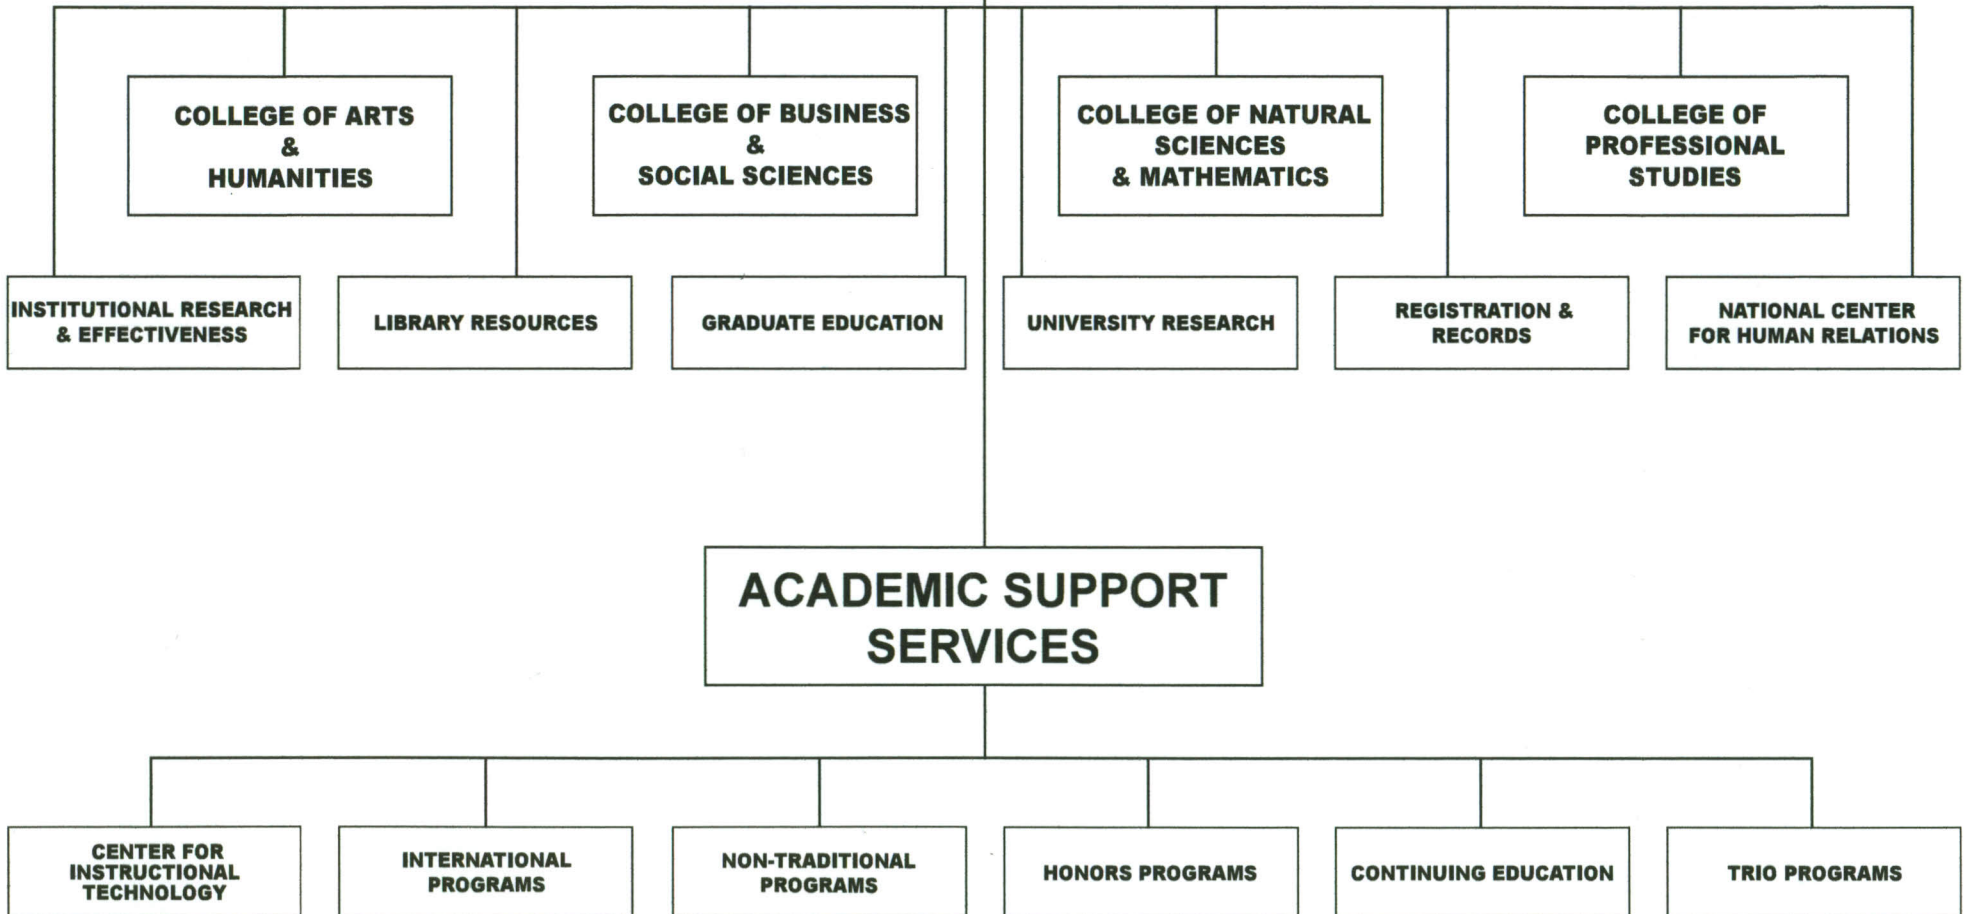 COLLEGE OF ARTS
&
HUMANITIES
COLLEGE OF BUSINESS
&
SOCIAL SCIENCES
COLLEGE OF NATURAL
SCIENCES
& MATHEMATICS
COLLEGE OF
PROFESSIONAL
STUDIES
INSTITUTIONAL RESEARCH
& EFFECTIVENESS
LIBRARY RESOURCES
GRADUATE EDUCATION
UNIVERSITY RESEARCH
REGISTRATION &
RECORDS
NATIONAL CENTER
FOR HUMAN RELATIONS
ACADEMIC SUPPORT
SERVICES
CENTER FOR
INSTRUCTIONAL
TECHNOLOGY
INTERNATIONAL
PROGRAMS
NON-TRADITIONAL
PROGRAMS
HONORS PROGRAMS
CONTINUING EDUCATION
TRIO PROGRAMS